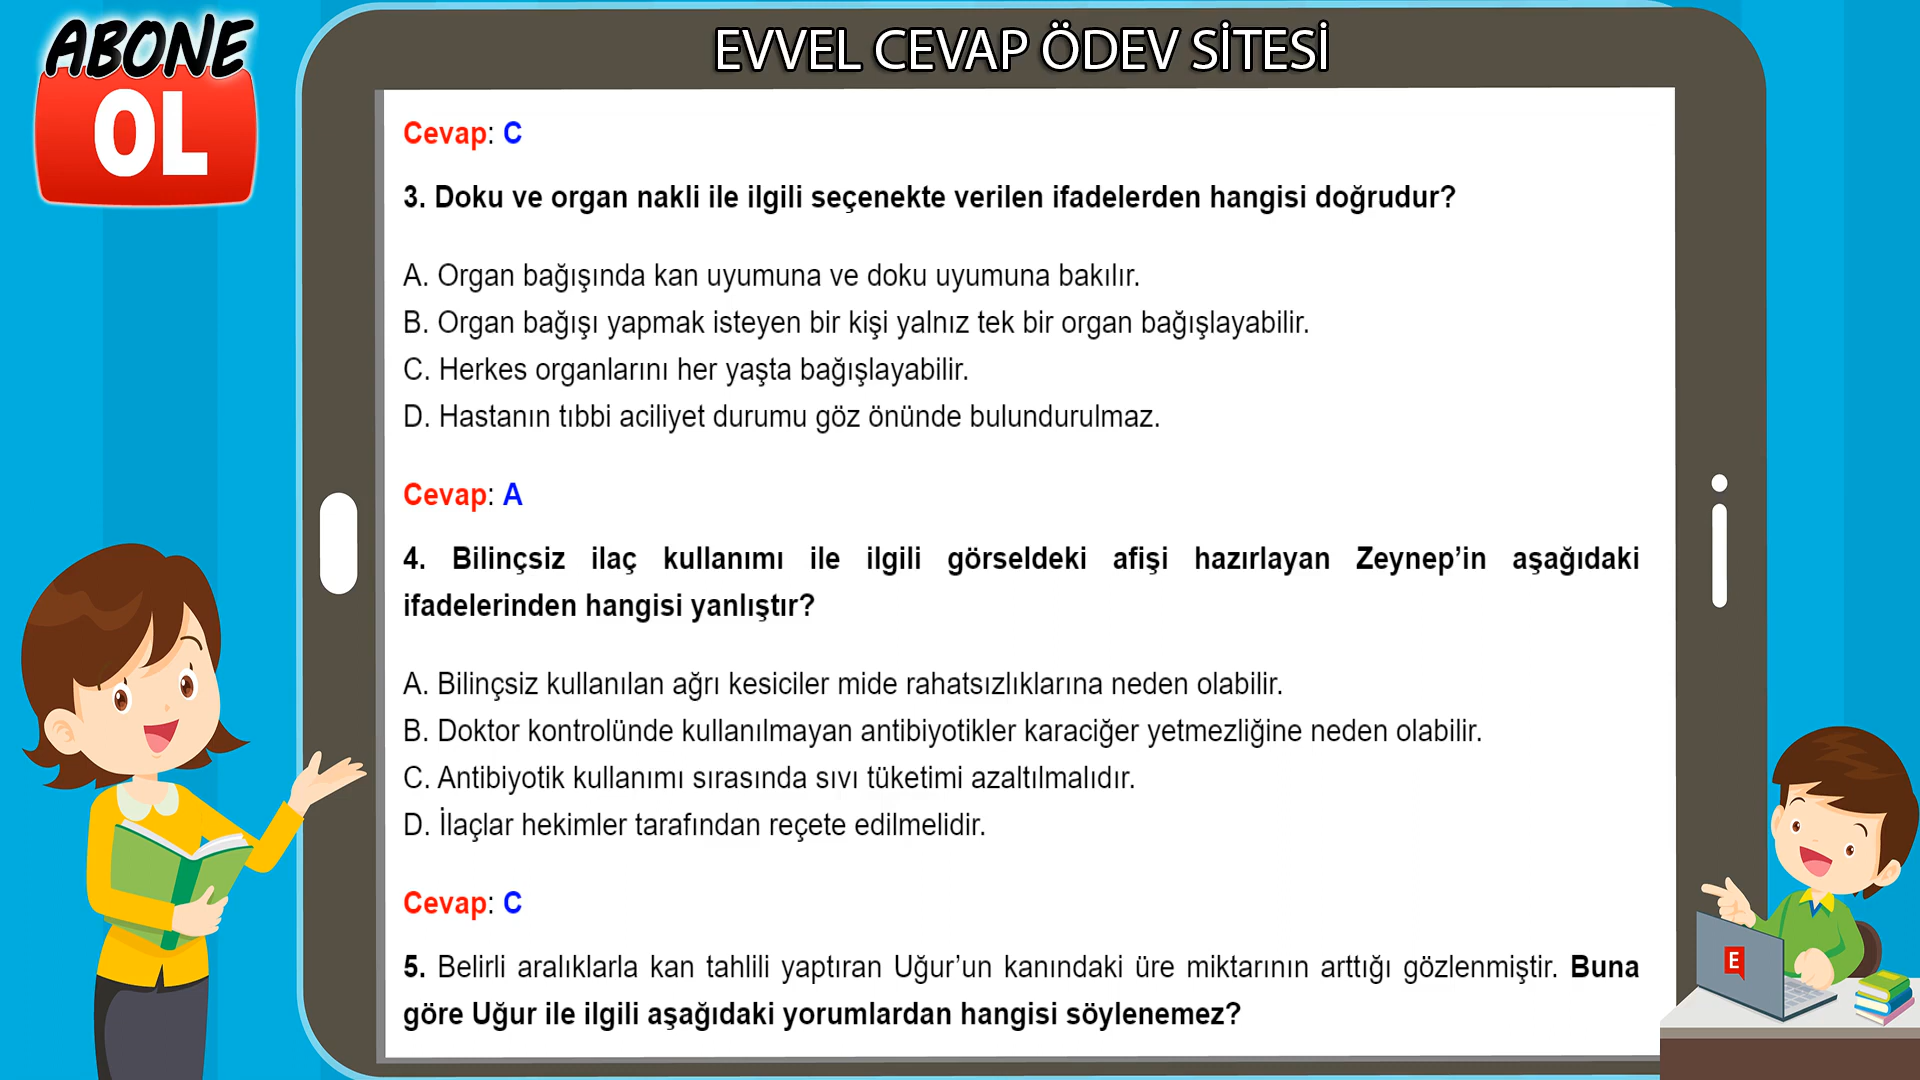 ABONE
OL
EVVEL CEVAP ÖDEV SİTESİ
Cevap: C
3. Doku ve organ nakli ile ilgili seçenekte verilen ifadelerden hangisi doğrudur?
A. Organ bağışında kan uyumuna ve doku uyumuna bakılır.
B. Organ bağışı yapmak isteyen bir kişi yalnız tek bir organ bağışlayabilir.
C. Herkes organlarını her yaşta bağışlayabilir.
D. Hastanın tıbbi aciliyet durumu göz önünde bulundurulmaz.
Cevap: A
4. Bilinçsiz ilaç kullanımı ile ilgili görseldeki afişi hazırlayan Zeynep’in aşağıdaki
ifadelerinden hangisi yanlıştır?
A. Bilinçsiz kullanılan ağrı kesiciler mide rahatsızlıklarına neden olabilir.
B. Doktor kontrolünde kullanılmayan antibiyotikler karaciğer yetmezliğine neden olabilir.
C. Antibiyotik kullanımı sırasında sıvı tüketimi azaltılmalıdır.
D. İlaçlar hekimler tarafından reçete edilmelidir.
Cevap: C
5. Belirli aralıklarla kan tahlili yaptıran Uğur’un kanındaki üre miktarının arttığı gözlenmiştir. Buna
göre Uğur ile ilgili aşağıdaki yorumlardan hangisi söylenemez?
E